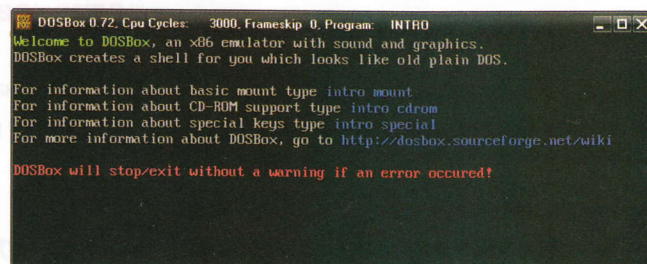 DOSBox 0.72, Cpu Cycles: 3000, Frameskip 0, Program: INTRO
Welcome to DOSBox, an x86 emulator with sound and graphics.
DOSBox creates a shell for you which looks like old plain DOS.
For information about basic mount type intro mount
For information about CD-ROM support type intro cdrom
For information about special keys type intro special
For more information about DOSBox, go to http://dosbox.sourceforge.net/wiki
DOSBox will stop/exit without a warning if an error occured!